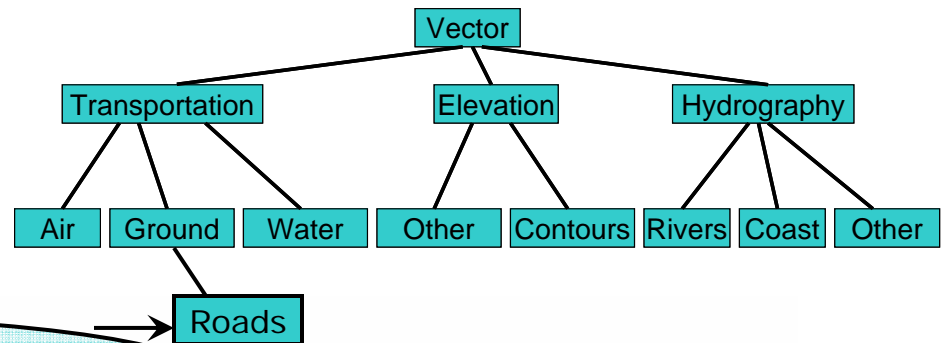 Vector
Transportation Elevation Hydrography
Air Ground Water Other Contours Rivers Coast Other
Roads